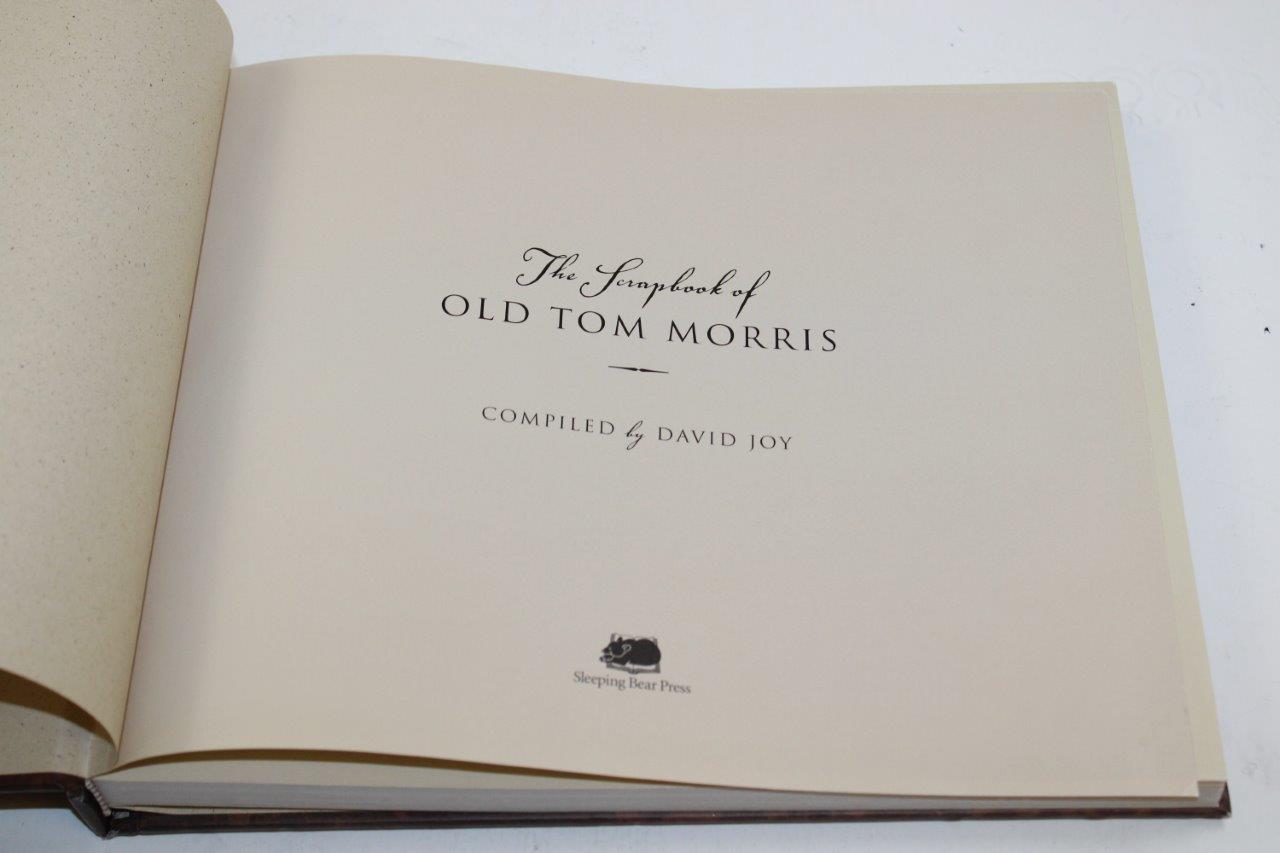 The Scrapbook of
OLD TOM MORRIS
COMPILED by DAVID JOY
Sleeping Bear Press